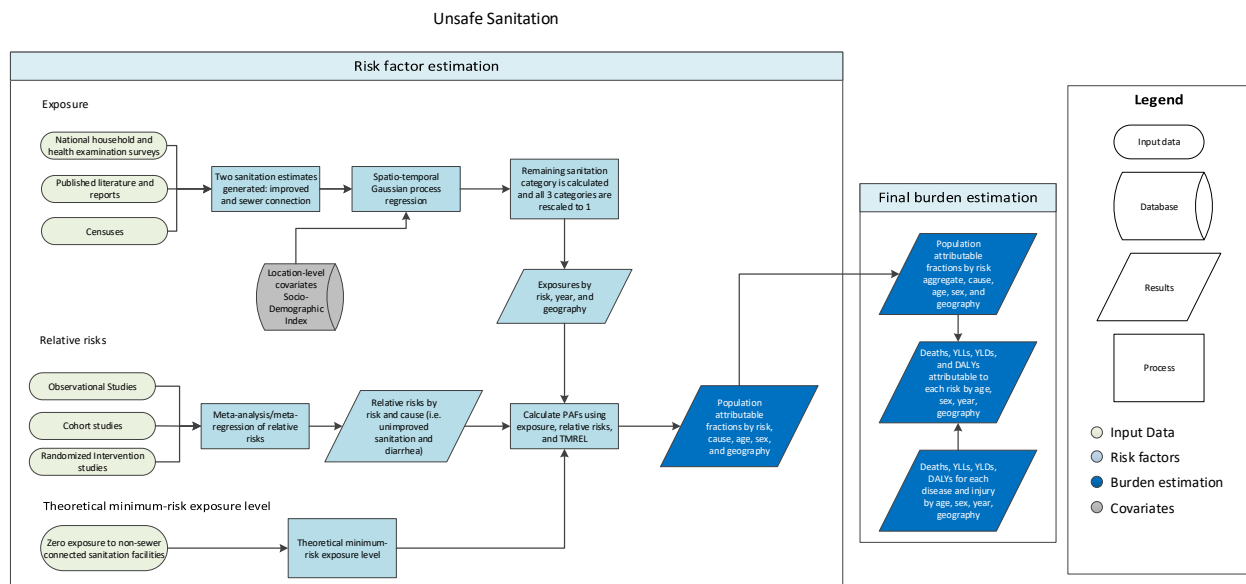 Unsafe Sanitation
Risk factor estimation
Exposure
National household and
health examination surveys
Published literature and
reports
Censuses
Two sanitation estimates
generated: improved
and sewer connection
Spatio-temporal
Gaussian process
regression
Remaining sanitation
category is calculated
and all 3 categories are
rescaled to 1
Location-level
covariates
Socio-
Demographic
Index
Exposures by
risk, year, and
geography
Relative risks
Observational Studies
Cohort studies
Randomized Intervention
studies
Meta-analysis/meta-
regression of relative
risks
Relative risks by
risk and cause (i.e.
unimproved
sanitation and
diarrhea)
Calculate PAFs using
exposure, relative risks,
and TMREL
Population
attributable
fractions by risk,
cause, age, sex,
and geography
Theoretical minimum-risk exposure level
Zero exposure to non-sewer
connected sanitation facilities
Theoretical minimum-
risk exposure level
Final burden estimation
Population
attributable
fractions by risk
aggregate, cause,
age, sex, and
geography
Deaths, YLLs, YLDs,
and DALYs
attributable to
each risk by age,
sex, year,
geography
Deaths, YLLs, YLDs,
DALYs for each
disease and injury
by age, sex, year,
geography
Legend
Input data
Database
Results
Process
Input Data
Risk factors
Burden estimation
Covariates